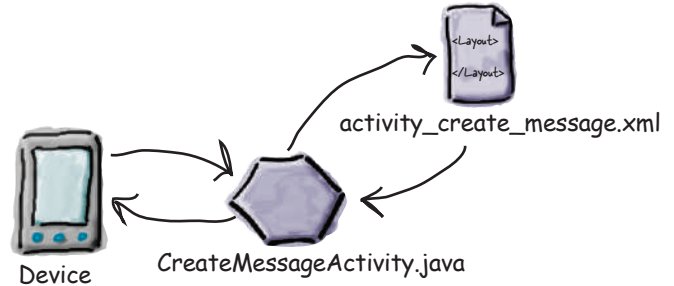 <Layout>
</Layout>
activity_create_message.xml
Device
CreateMessageActivity.java